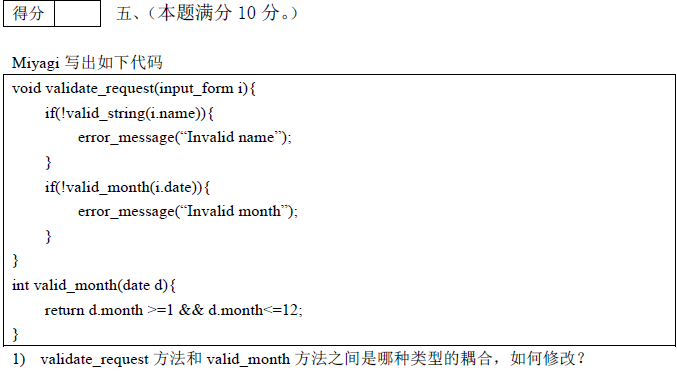 得分 五、（本题满分 10 分。）
Miyagi 写出如下代码
void validate_request(input_form i){
if(!valid_string(i.name)){
error_message(“Invalid name”);
}
if(!valid_month(i.date)){
error_message(“Invalid month”);
}
}
int valid_month(date d){
return d.month >=1 && d.month<=12;
}
1) validate_request 方法和 valid_month 方法之间是哪种类型的耦合，如何修改？